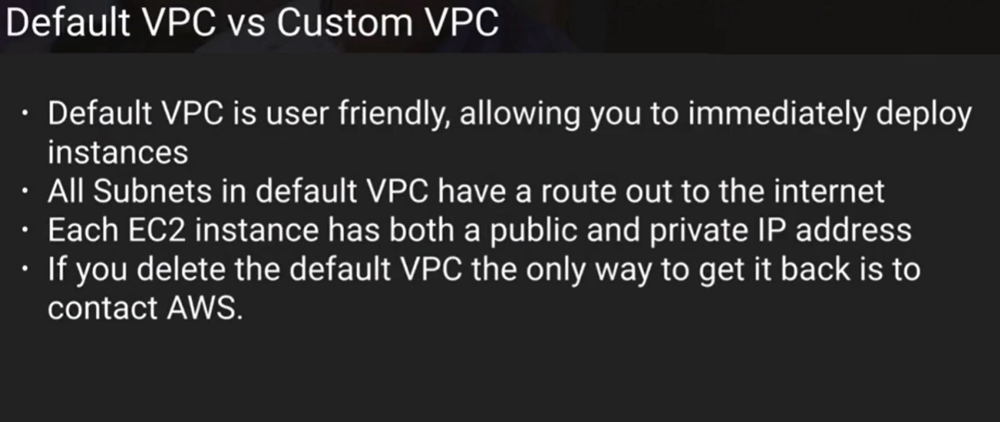 Default VPC vs Custom VPC
· Default VPC is user friendly, allowing you to immediately deploy
instances
· All Subnets in default VPC have a route out to the internet
· Each EC2 instance has both a public and private IP address
· If you delete the default VPC the only way to get it back is to
contact AWS.